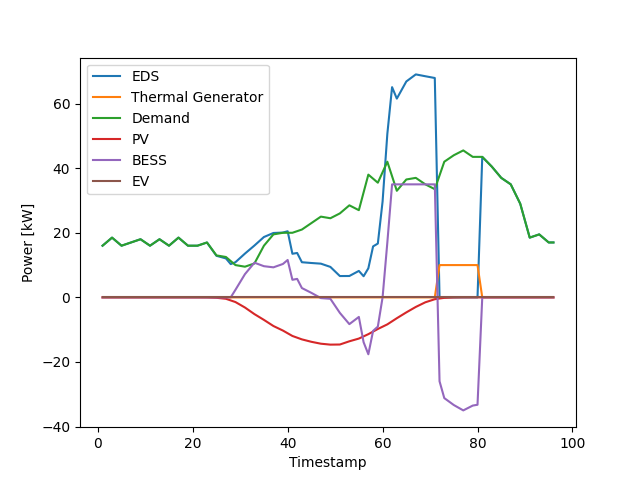 EDS
Thermal Generator
Demand
PV
BESS
EV
Power [kW]
60
40
20
0
−20
−40
0 20 40 60 80 100
Timestamp